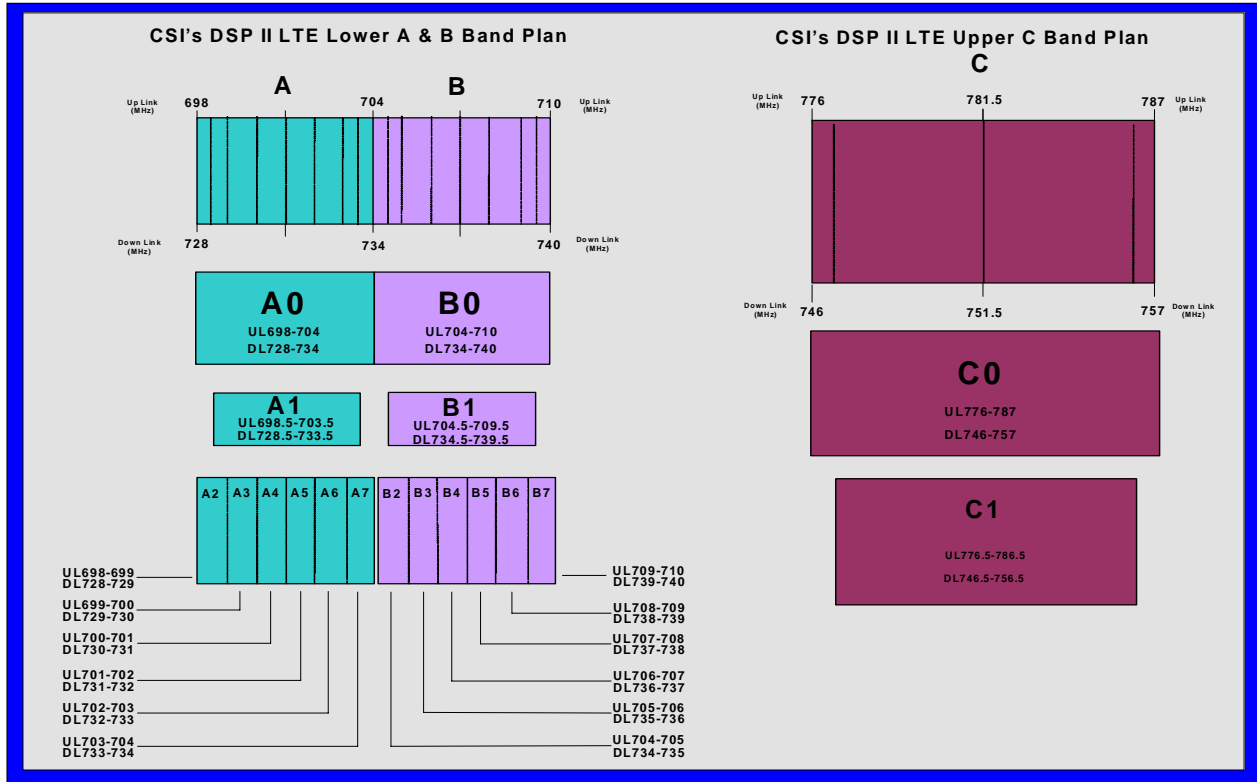 CSI's DSP II LTE Lower A & B Band Plan
A
B
Up Link
(MHz)
698
704
710
Up Link
(MHz)
Down Link
(MHz)
728
734
740
Down Link
(MHz)
A0
UL698-704
DL728-734
B0
UL704-710
DL734-740
A1
UL698.5-703.5
DL728.5-733.5
B1
UL704.5-709.5
DL734.5-739.5
A2
A3
A4
A5
A6
A7
B2
B3
B4
B5
B6
B7
UL698-699
DL728-729
UL699-700
DL729-730
UL700-701
DL730-731
UL701-702
DL731-732
UL702-703
DL732-733
UL703-704
DL733-734
UL709-710
DL739-740
UL708-709
DL738-739
UL707-708
DL737-738
UL706-707
DL736-737
UL705-706
DL735-736
UL704-705
DL734-735
CSI's DSP II LTE Upper C Band Plan
C
Up Link
(MHz)
776
781.5
787
Up Link
(MHz)
Down Link
(MHz)
746
751.5
757
Down Link
(MHz)
C0
UL776-787
DL746-757
C1
UL776.5-786.5
DL746.5-756.5